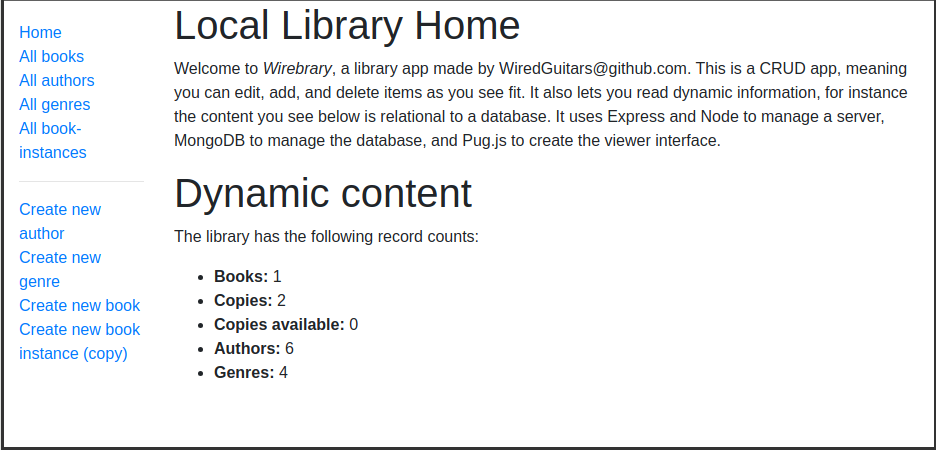 Home
All books
All authors
All genres
All book-
instances
Create new
author
Create new
genre
Create new book
Create new book
instance (copy)
Local Library Home
Welcome to Wirebrary, a library app made by WiredGuitars@github.com. This is a CRUD app, meaning
you can edit, add, and delete items as you see fit. It also lets you read dynamic information, for instance
the content you see below is relational to a database. It uses Express and Node to manage a server,
MongoDB to manage the database, and Pug.js to create the viewer interface.
Dynamic content
The library has the following record counts:
• Books: 1
• Copies: 2
• Copies available: 0
• Authors: 6
• Genres: 4